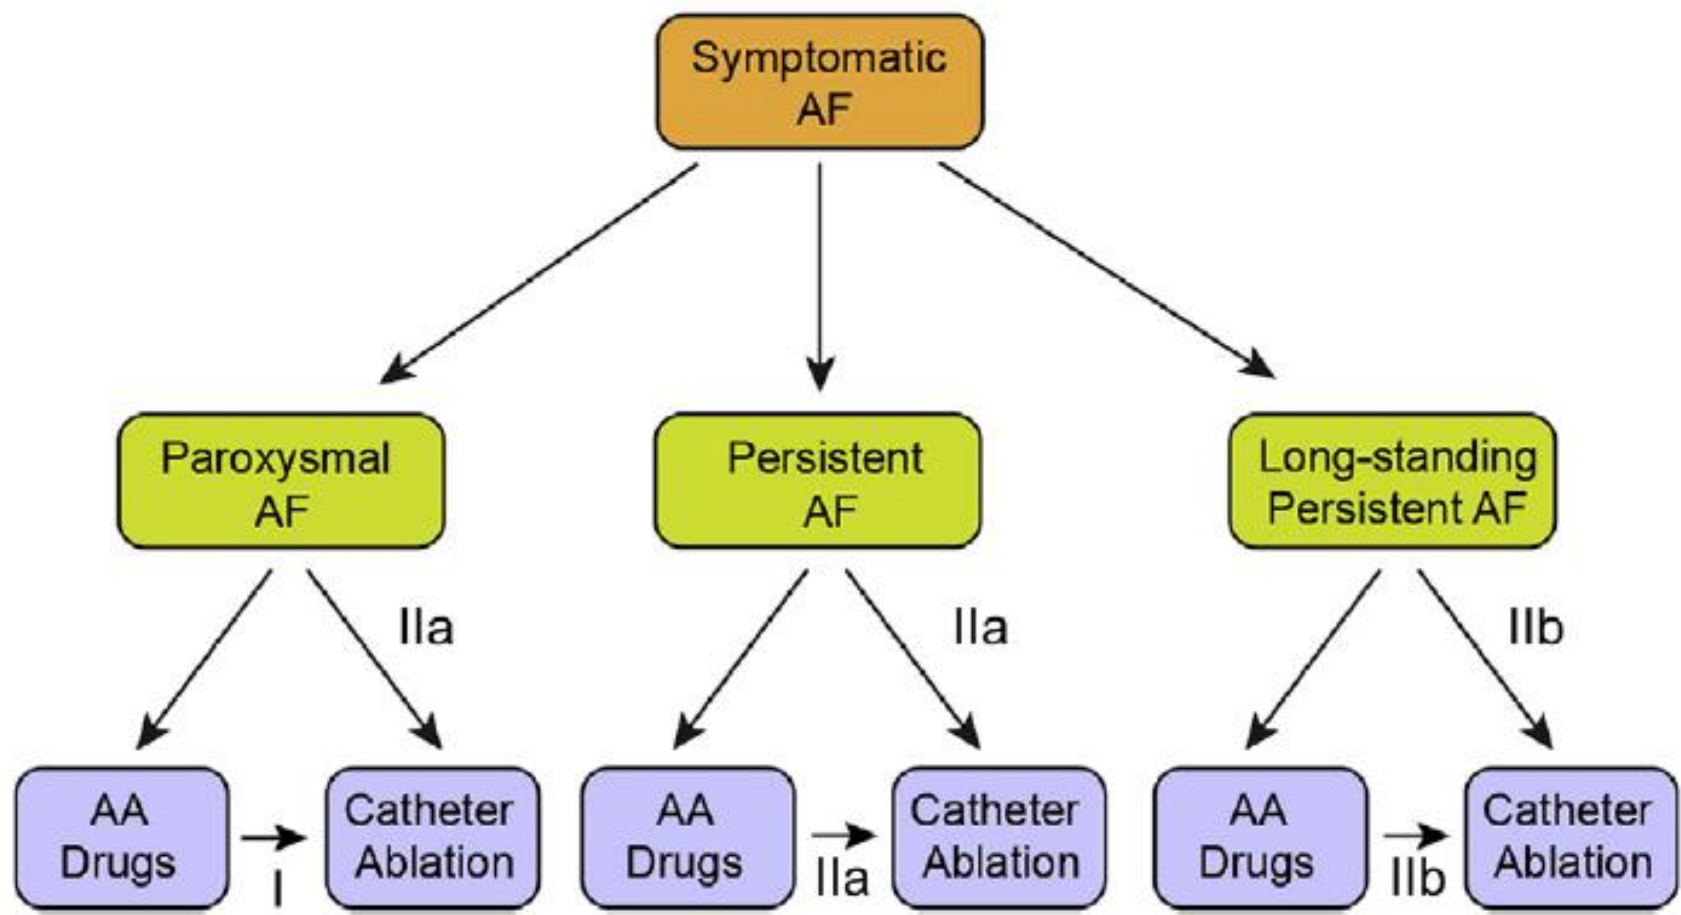 Symptomatic
AF
Paroxysmal
AF
Persistent
AF
Long-standing
Persistent AF
IIa
IIa
IIb
AA
Drugs
I
Catheter
Ablation
AA
Drugs
IIa
Catheter
Ablation
AA
Drugs
IIb
Catheter
Ablation